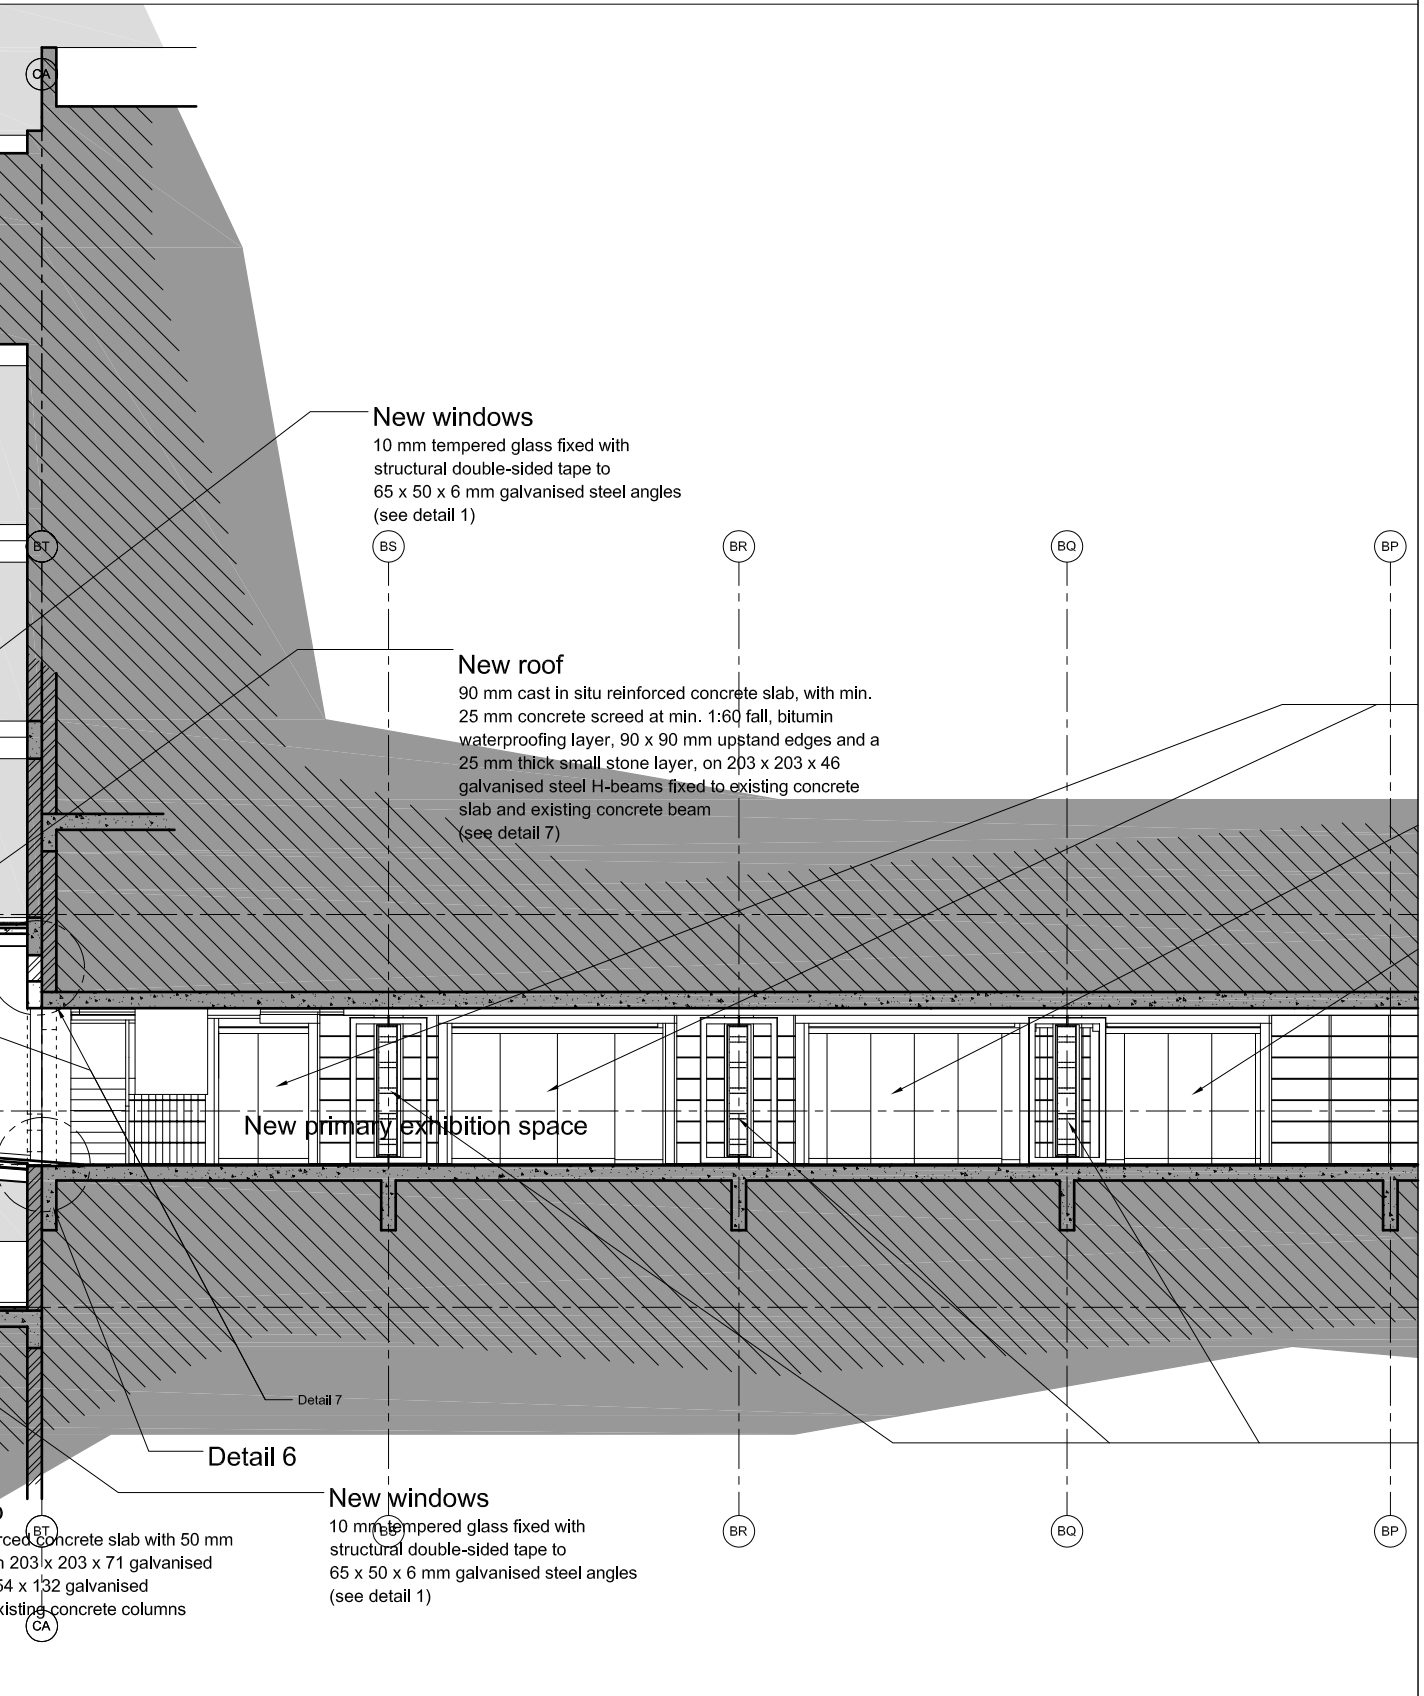 CA
New windows
10 mm tempered glass fixed with
structural double-sided tape to
65 x 50 x 6 mm galvanised steel angles
(see detail 1)
BT
BS
BR
BQ
BP
New roof
90 mm cast in situ reinforced concrete slab, with min.
25 mm concrete screed at min. 1:60 fall, bitumin
waterproofing layer, 90 x 90 mm upstand edges and a
25 mm thick small stone layer, on 203 x 203 x 46
galvanised steel H-beams fixed to existing concrete
slab and existing concrete beam
(see detail 7)
New primary exhibition space
Detail 7
Detail 6
New windows
10 mm tempered glass fixed with
structural double-sided tape to
65 x 50 x 6 mm galvanised steel angles
(see detail 1)
rced concrete slab with 50 mm
203 x 203 x 71 galvanised
54 x 132 galvanised
xisting concrete columns
BT
BS
BR
BQ
BP
CA